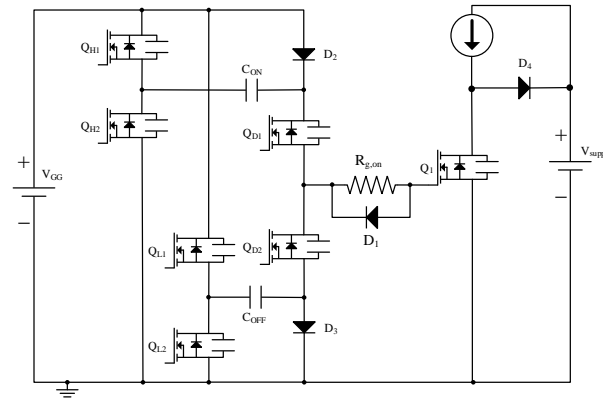 Q_H1
D_2
D_4
C_ON
Q_H2
Q_D1
V_GG
R_g,on
Q_1
V_supp
D_1
Q_L1
Q_D2
C_OFF
D_3
Q_L2